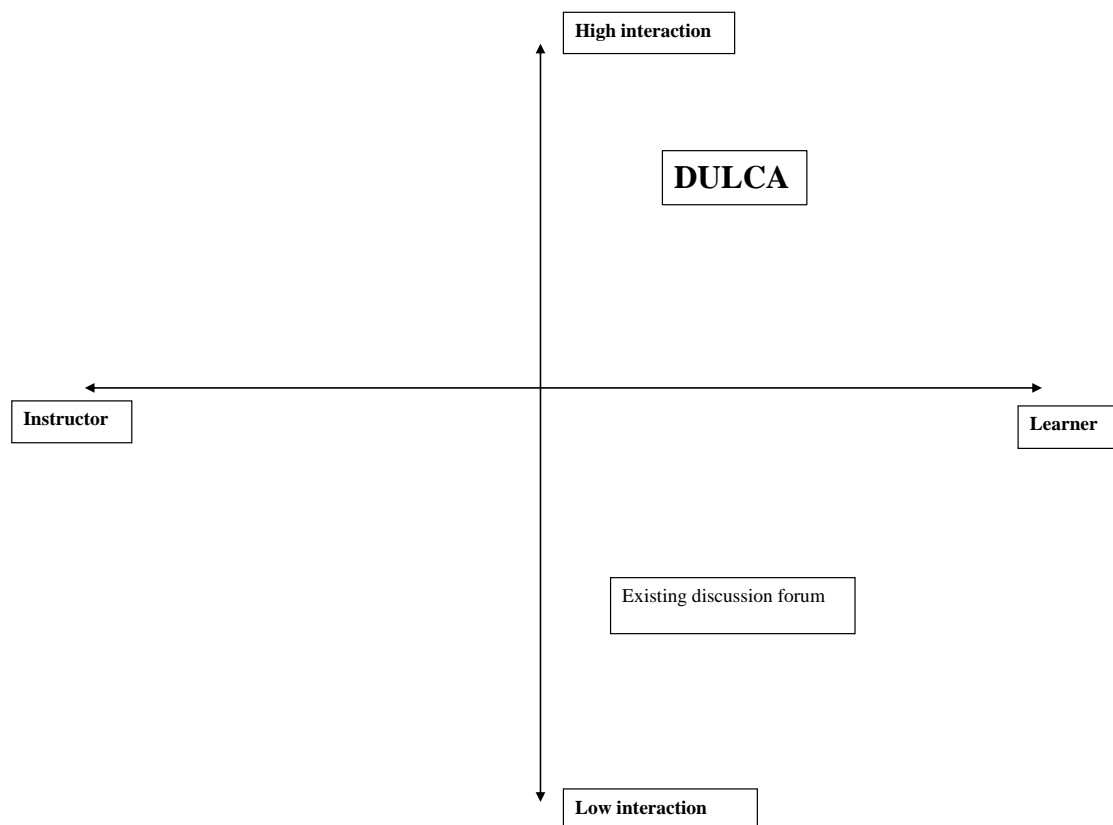 High interaction
DULCA
Instructor
Learner
Existing discussion forum
Low interaction